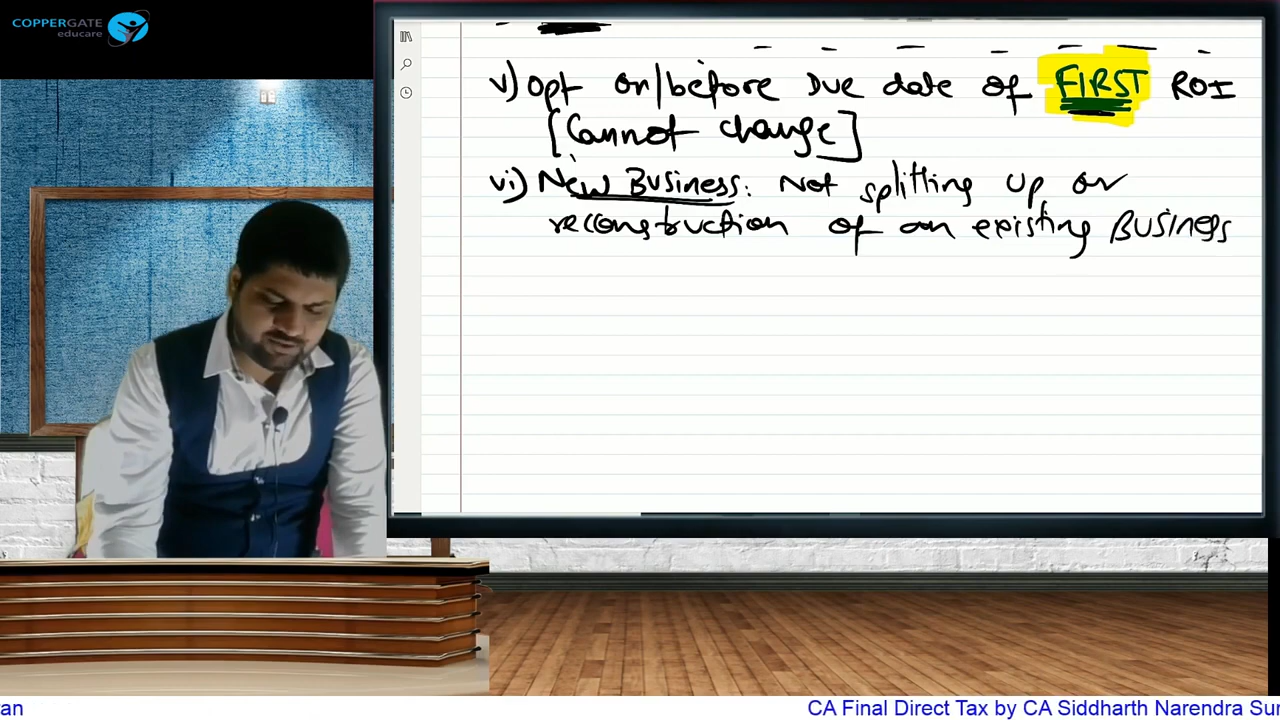 COPPERGATE
educare
v) Opt on/before Due date of FIRST ROI
[Cannot change]
vi) New Business: Not splitting up or
reconstruction of an existing Business
ran
CA Final Direct Tax by CA Siddharth Narendra Sur